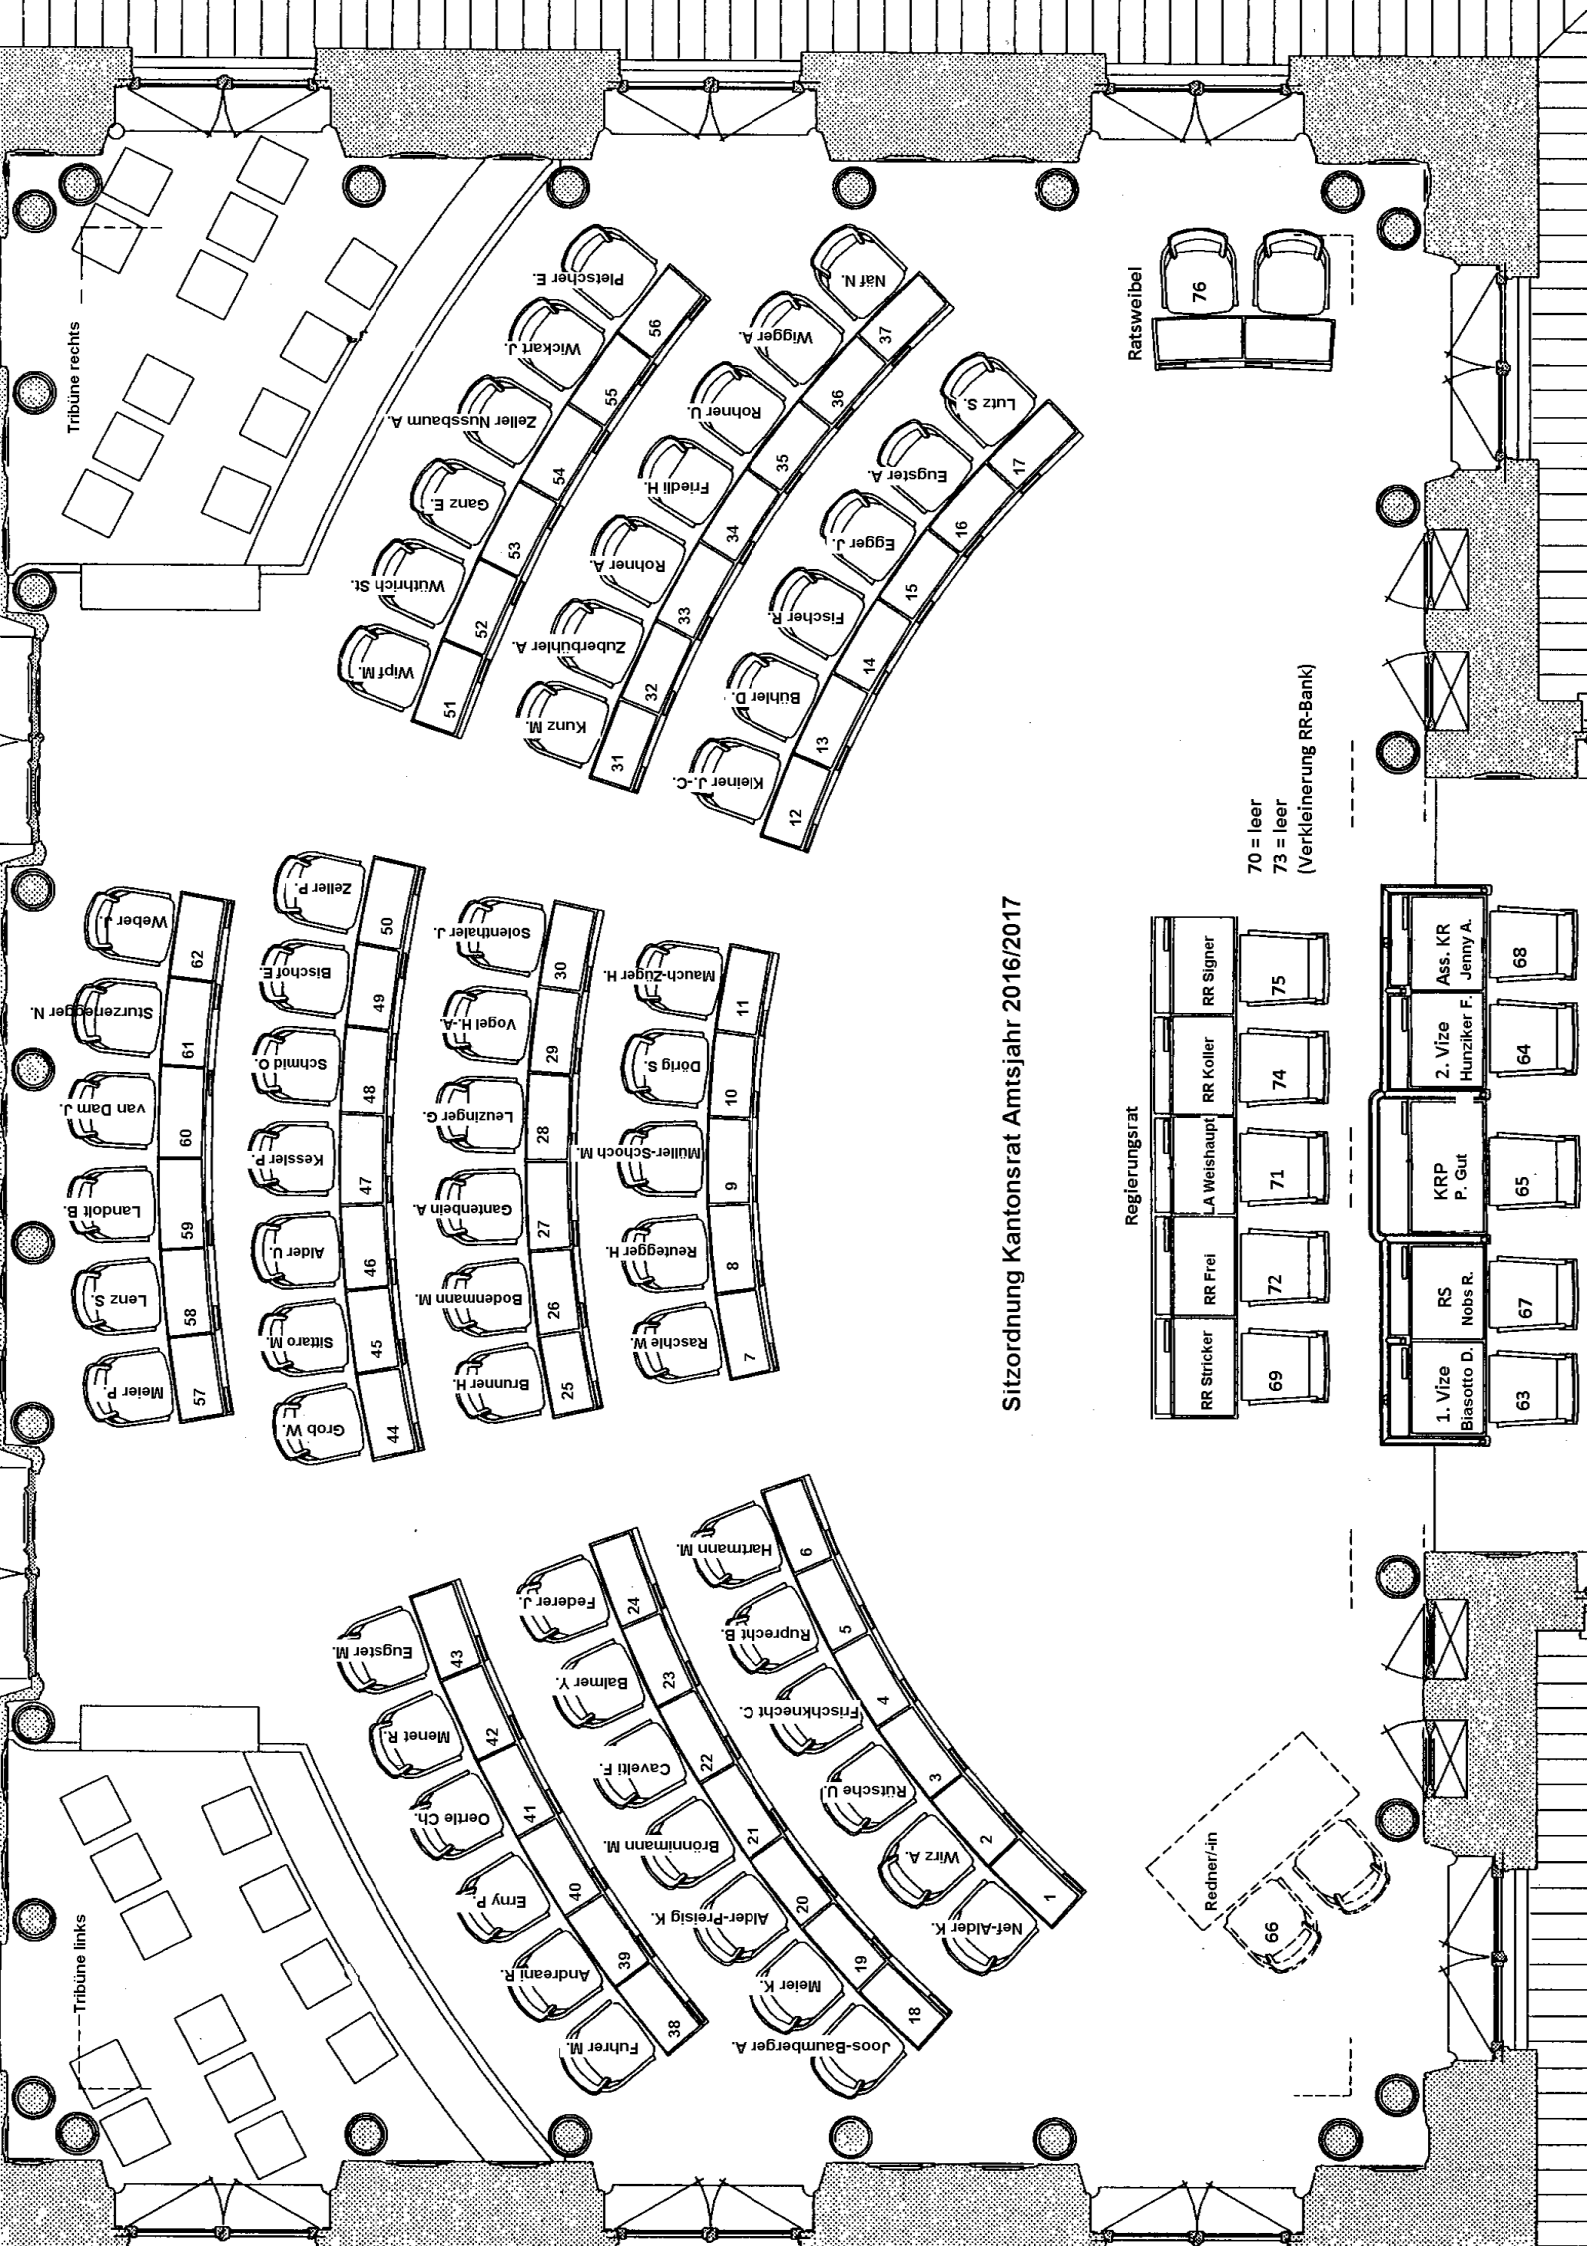 Sitzordnung Kantonsrat Amtsjahr 2016/2017
Tribüne links
Tribüne rechts
Meier P.
57
Lenz S.
58
Landolt B.
59
van Dam J.
60
Sturzenegger N.
61
Weber J.
62
Grob W.
44
Sittaro M.
45
Alder U.
46
Kessler P.
47
Schmid O.
48
Bischof E.
49
Zeller P.
50
Brunner H.
25
Bodenmann M.
26
Gantenbein A.
27
Leuzinger G.
28
Vogel H.-A.
29
Solenthaler J.
30
Raschle W.
7
Reutegger H.
8
Müller-Schoch M.
9
Dörig S.
10
Mauch-Züger H.
11
Fuhrer M.
38
Andreani R.
39
Erny P.
40
Oertle Ch.
41
Menet R.
42
Eugster M.
43
Joos-Baumberger A.
18
Meier K.
19
Alder-Preisig K.
20
Brönnimann M.
21
Cavelti F.
22
Balmer Y.
23
Federer J.
24
Nef-Alder K.
1
Wirz A.
2
Rütsche U.
3
Frischknecht C.
4
Ruprecht B.
5
Hartmann M.
6
Wipf M.
51
Wüthrich St.
52
Ganz E.
53
Zeller Nussbaum A.
54
Wickart J.
55
Pletscher E.
56
Kunz M.
31
Zuberbühler A.
32
Rohner A.
33
Friedli H.
34
Rohner U.
35
Wigger A.
36
Näf N.
37
Kleiner J.-C.
12
Bühler D.
13
Fischer R.
14
Egger J.
15
Eugster A.
16
Lutz S.
17
Redner/-in
66
Regierungsrat
RR Stricker
69
RR Frei
72
LA Weishaupt
71
RR Koller
74
RR Signer
75
70 = leer
73 = leer
(Verkleinerung RR-Bank)
Ratsweibel
76
1. Vize
Biasotto D.
63
RS
Nobs R.
67
KRP
P. Gut
65
2. Vize
Hunziker F.
64
Ass. KR
Jenny A.
68